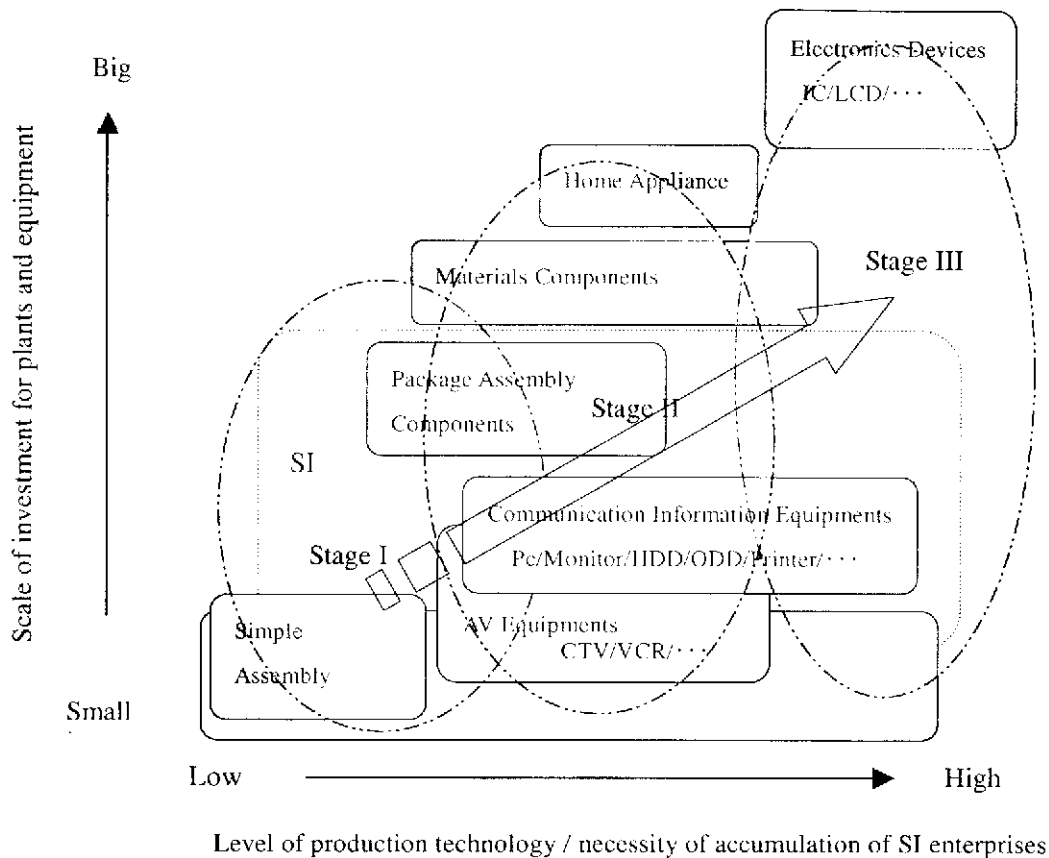 Electronics Devices
IC/LCD/···
Big
Home Appliance
Materials Components
Stage III
Package Assembly
Components
Stage II
SI
Communication Information Equipments
Pc/Monitor/HDD/ODD/Printer/···
Stage I
Simple
Assembly
AV Equipments
CTV/VCR/···
Small
Low
High
Scale of investment for plants and equipment
Level of production technology / necessity of accumulation of SI enterprises